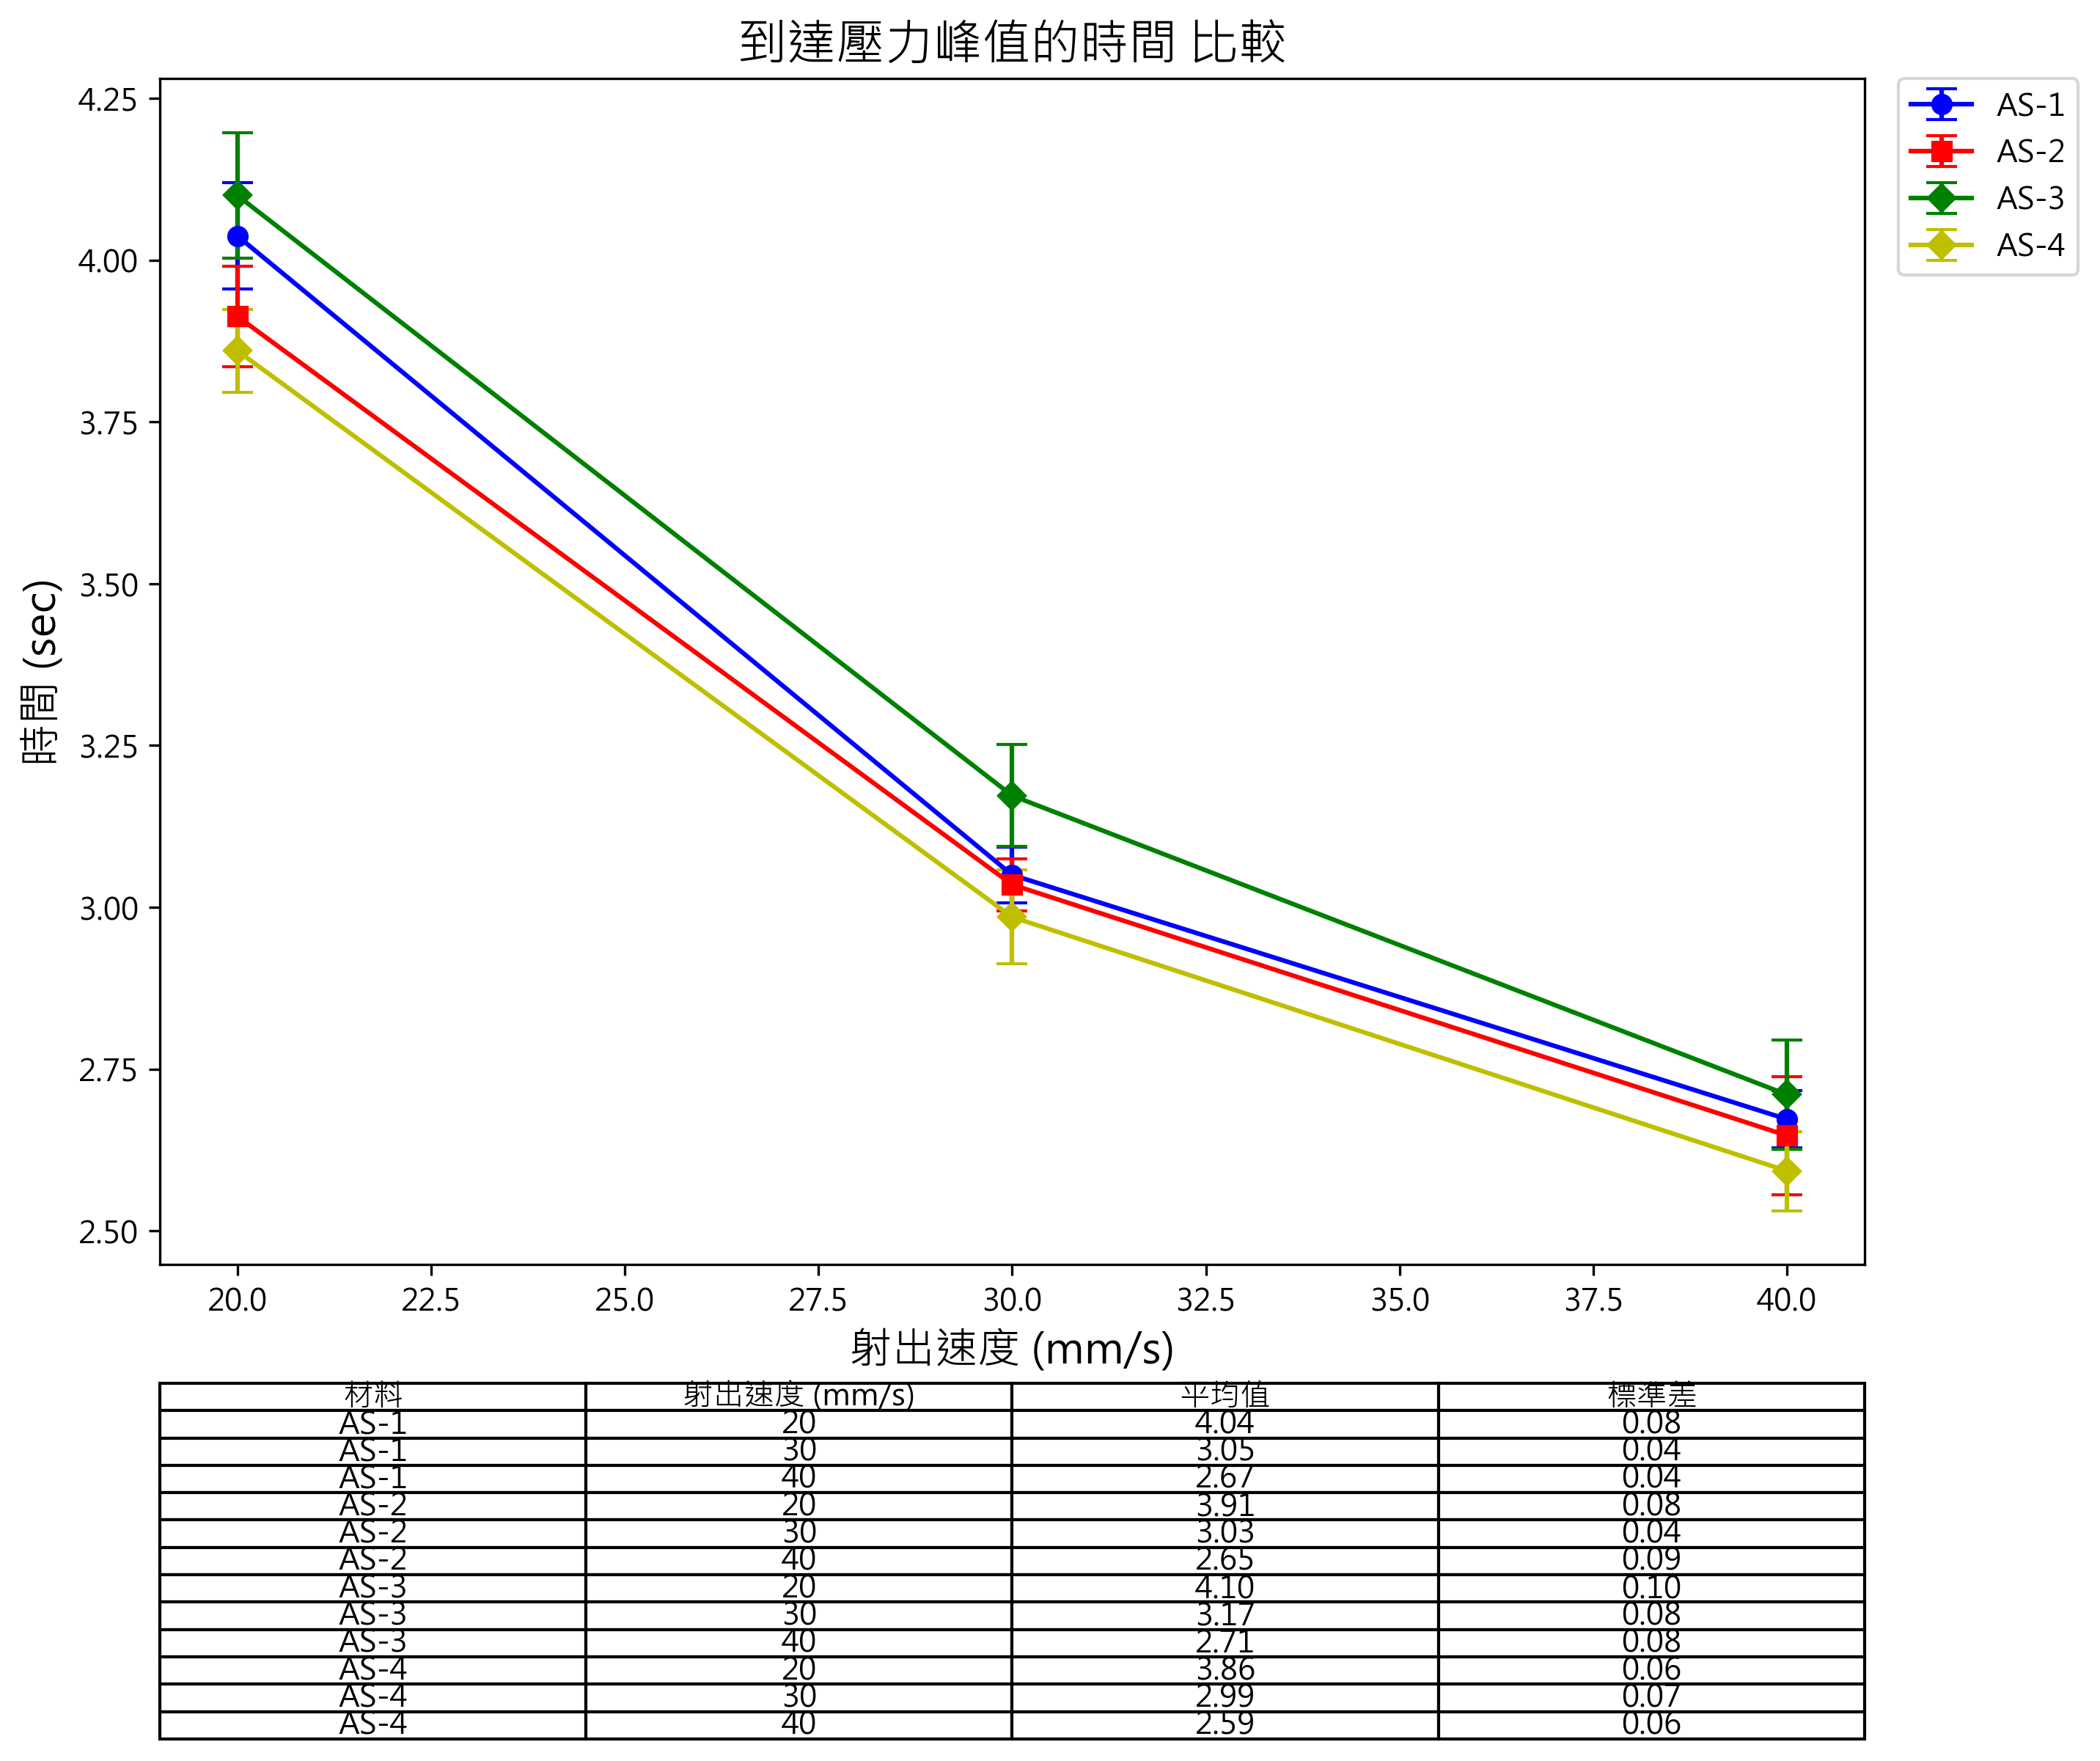 到達壓力峰值的時間 比較
AS-1
AS-2
AS-3
AS-4
時間 (sec)
4.25
4.00
3.75
3.50
3.25
3.00
2.75
2.50
20.0 22.5 25.0 27.5 30.0 32.5 35.0 37.5 40.0
射出速度 (mm/s)
材料 射出速度 (mm/s) 平均值 標準差
AS-1 20 4.04 0.08
AS-1 30 3.05 0.04
AS-1 40 2.67 0.04
AS-2 20 3.91 0.08
AS-2 30 3.03 0.04
AS-2 40 2.65 0.09
AS-3 20 4.10 0.10
AS-3 30 3.17 0.08
AS-3 40 2.71 0.08
AS-4 20 3.86 0.06
AS-4 30 2.99 0.07
AS-4 40 2.59 0.06